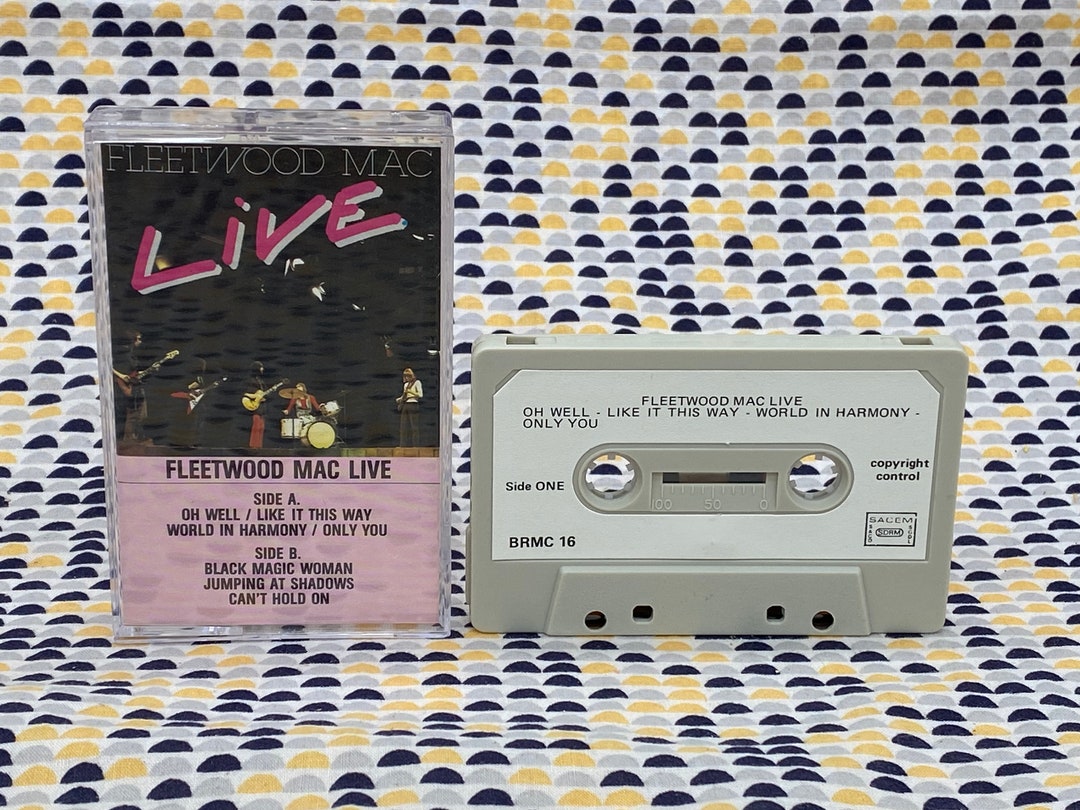 FLEETWOOD MAC
LiVE
FLEETWOOD MAC LIVE
SIDE A.
OH WELL / LIKE IT THIS WAY
WORLD IN HARMONY / ONLY YOU
SIDE B.
BLACK MAGIC WOMAN
JUMPING AT SHADOWS
CAN'T HOLD ON
FLEETWOOD MAC LIVE
OH WELL - LIKE IT THIS WAY - WORLD IN HARMONY -
ONLY YOU
Side ONE
100 50 0
copyright
control
BRMC 16
SACEM
SDRM